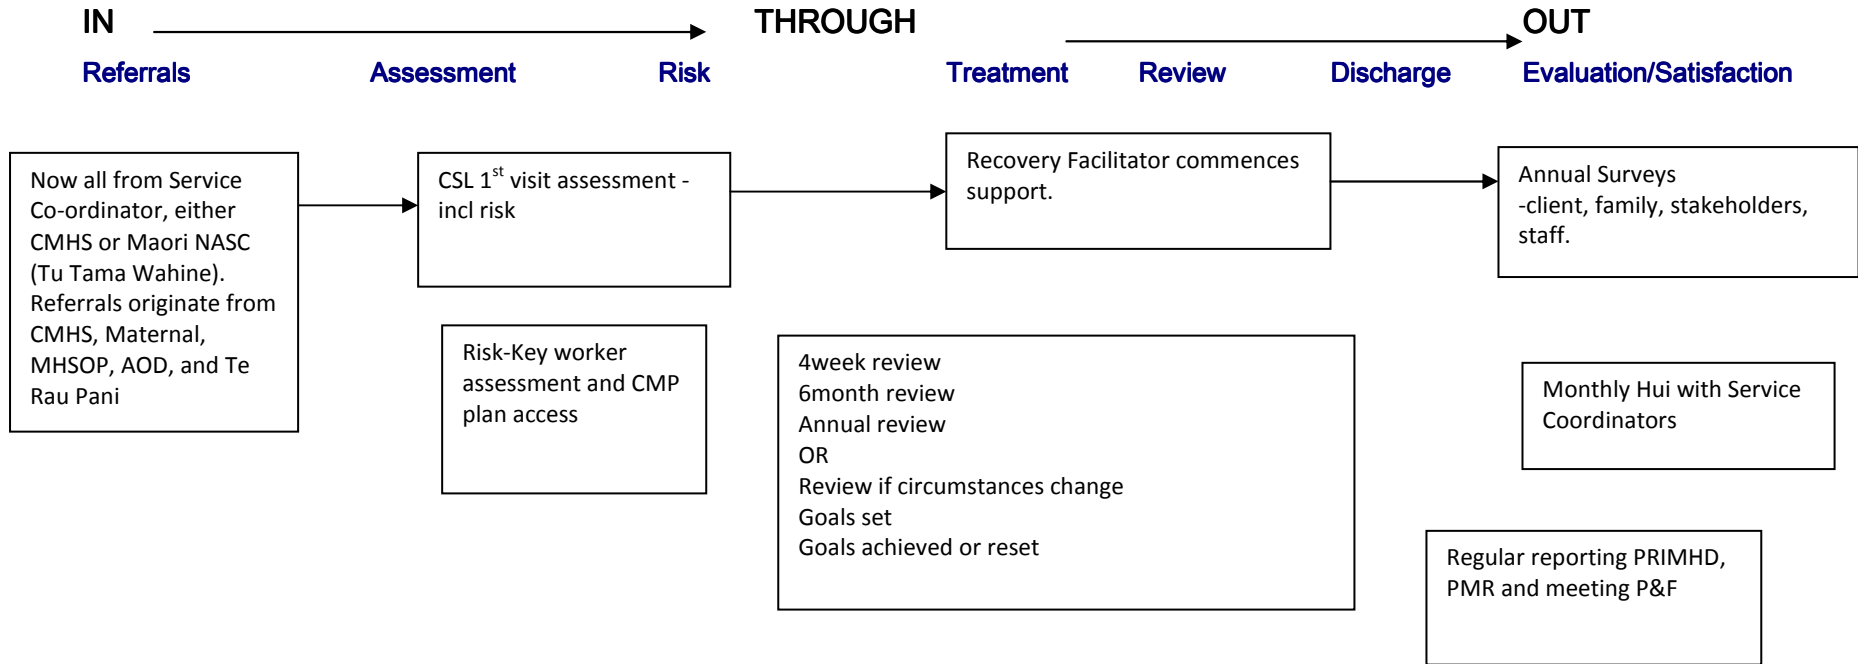 IN THROUGH OUT
Referrals Assessment Risk Treatment Review Discharge Evaluation/Satisfaction
Now all from Service
Co-ordinator, either
CMHS or Maori NASC
(Tu Tama Wahine).
Referrals originate from
CMHS, Maternal,
MHSOP, AOD, and Te
Rau Pani
CSL 1st visit assessment -
incl risk
Risk-Key worker
assessment and CMP
plan access
Recovery Facilitator commences
support.
4week review
6month review
Annual review
OR
Review if circumstances change
Goals set
Goals achieved or reset
Annual Surveys
-client, family, stakeholders,
staff.
Monthly Hui with Service
Coordinators
Regular reporting PRIMHD,
PMR and meeting P&F